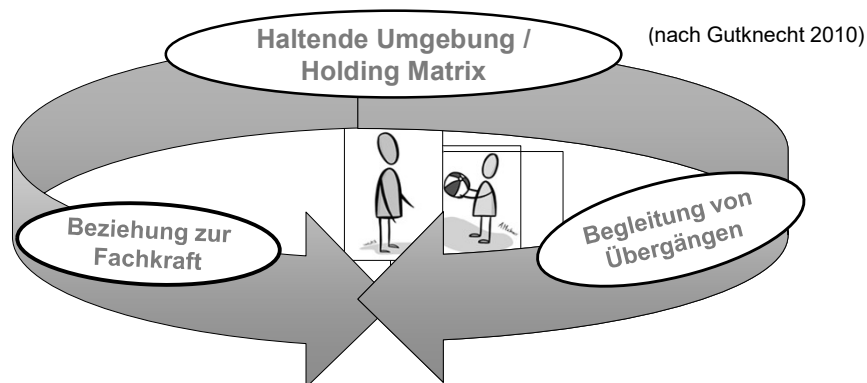 Haltende Umgebung /
Holding Matrix
(nach Gutknecht 2010)
Beziehung zur
Fachkraft
Begleitung von
Übergängen